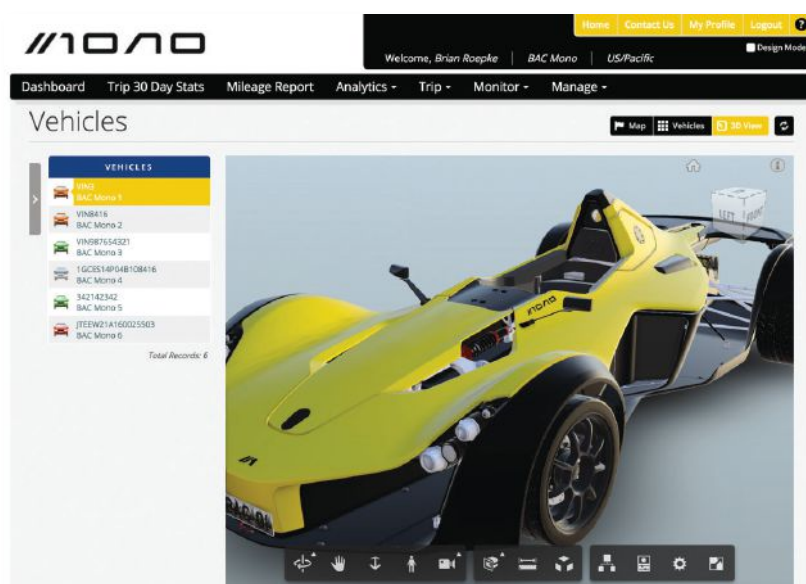 Home Contact Us My Profile Logout ?
MONO
Welcome, Brian Roepke BAC Mono US/Pacific
Design Mode
Dashboard Trip 30 Day Stats Mileage Report Analytics Trip Monitor Manage
Vehicles
Map Vehicles 3D View
VEHICLES
VIN3
BAC Mono 1
VIN8416
BAC Mono 2
VIN987654321
BAC Mono 3
1GCES14P04B108416
BAC Mono 4
342142342
BAC Mono 5
JTEEW21A160025503
BAC Mono 6
Total Records: 6
LEFT FRONT
MONO